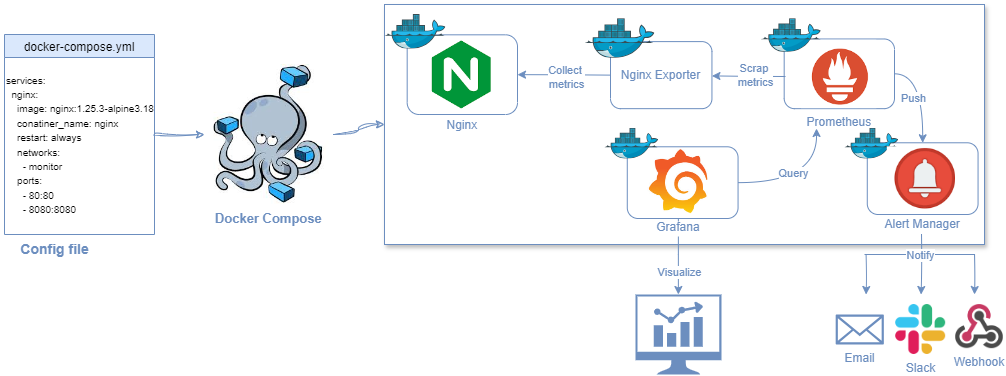 docker-compose.yml
services:
nginx:
image: nginx:1.25.3-alpine3.18
conatiner_name: nginx
restart: always
networks:
- monitor
ports:
- 80:80
- 8080:8080
Config file
Docker Compose
N
Nginx
Collect
metrics
Nginx Exporter
Scrap
metrics
Prometheus
Push
Grafana
Query
Alert Manager
Visualize
Notify
Email
Slack
Webhook